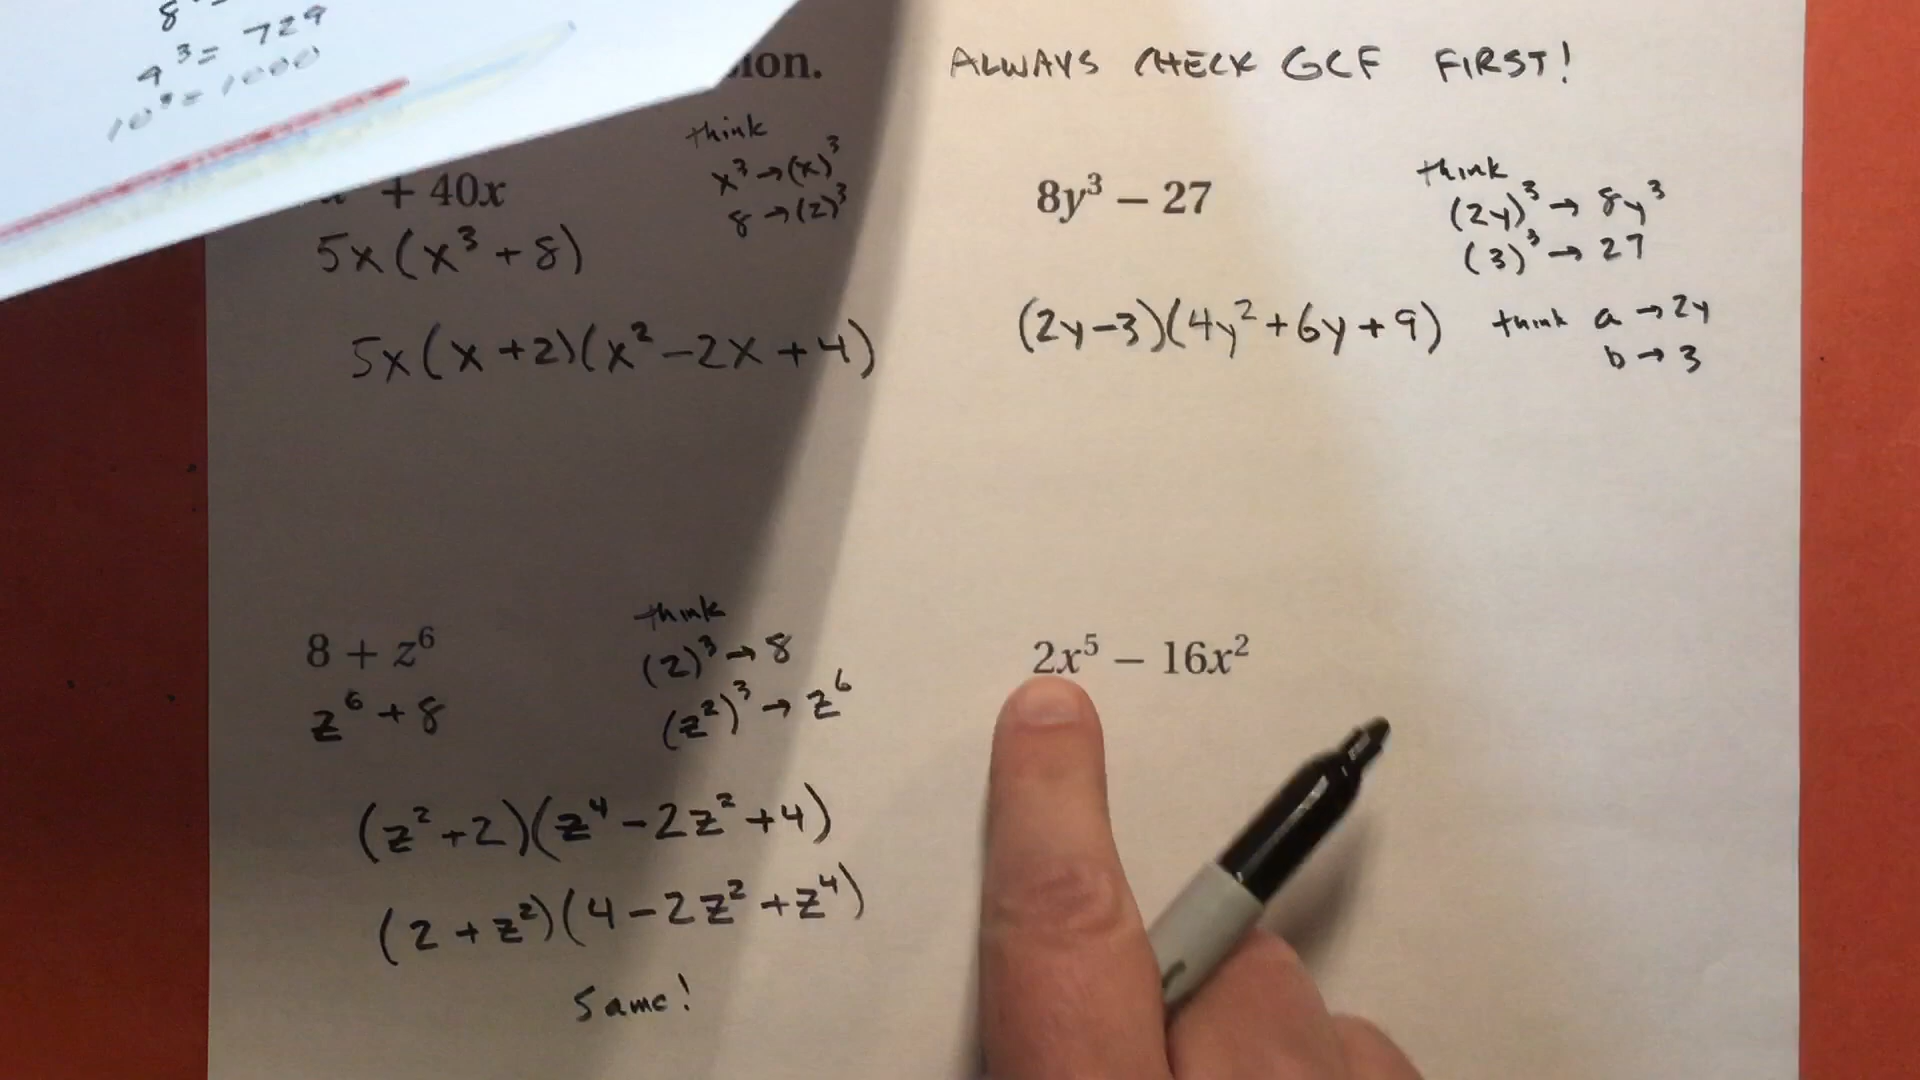 8
9³ = 729
10³ = 1000
ion.
ALWAYS CHECK GCF FIRST!
+ 40x
5x(x³ + 8)
5x(x + 2)(x² - 2x + 4)
think
x³ → (x)³
8 → (2)³
8y³ – 27
(2y - 3)(4y² + 6y + 9)
think
(2y)³ → 8y³
(3)³ → 27
think a → 2y
b → 3
8 + z⁶
z⁶ + 8
think
(2)³ → 8
(z²)³ → z⁶
(z² + 2)(z⁴ - 2z² + 4)
(2 + z²)(4 - 2z² + z⁴)
Same!
2x⁵ – 16x²